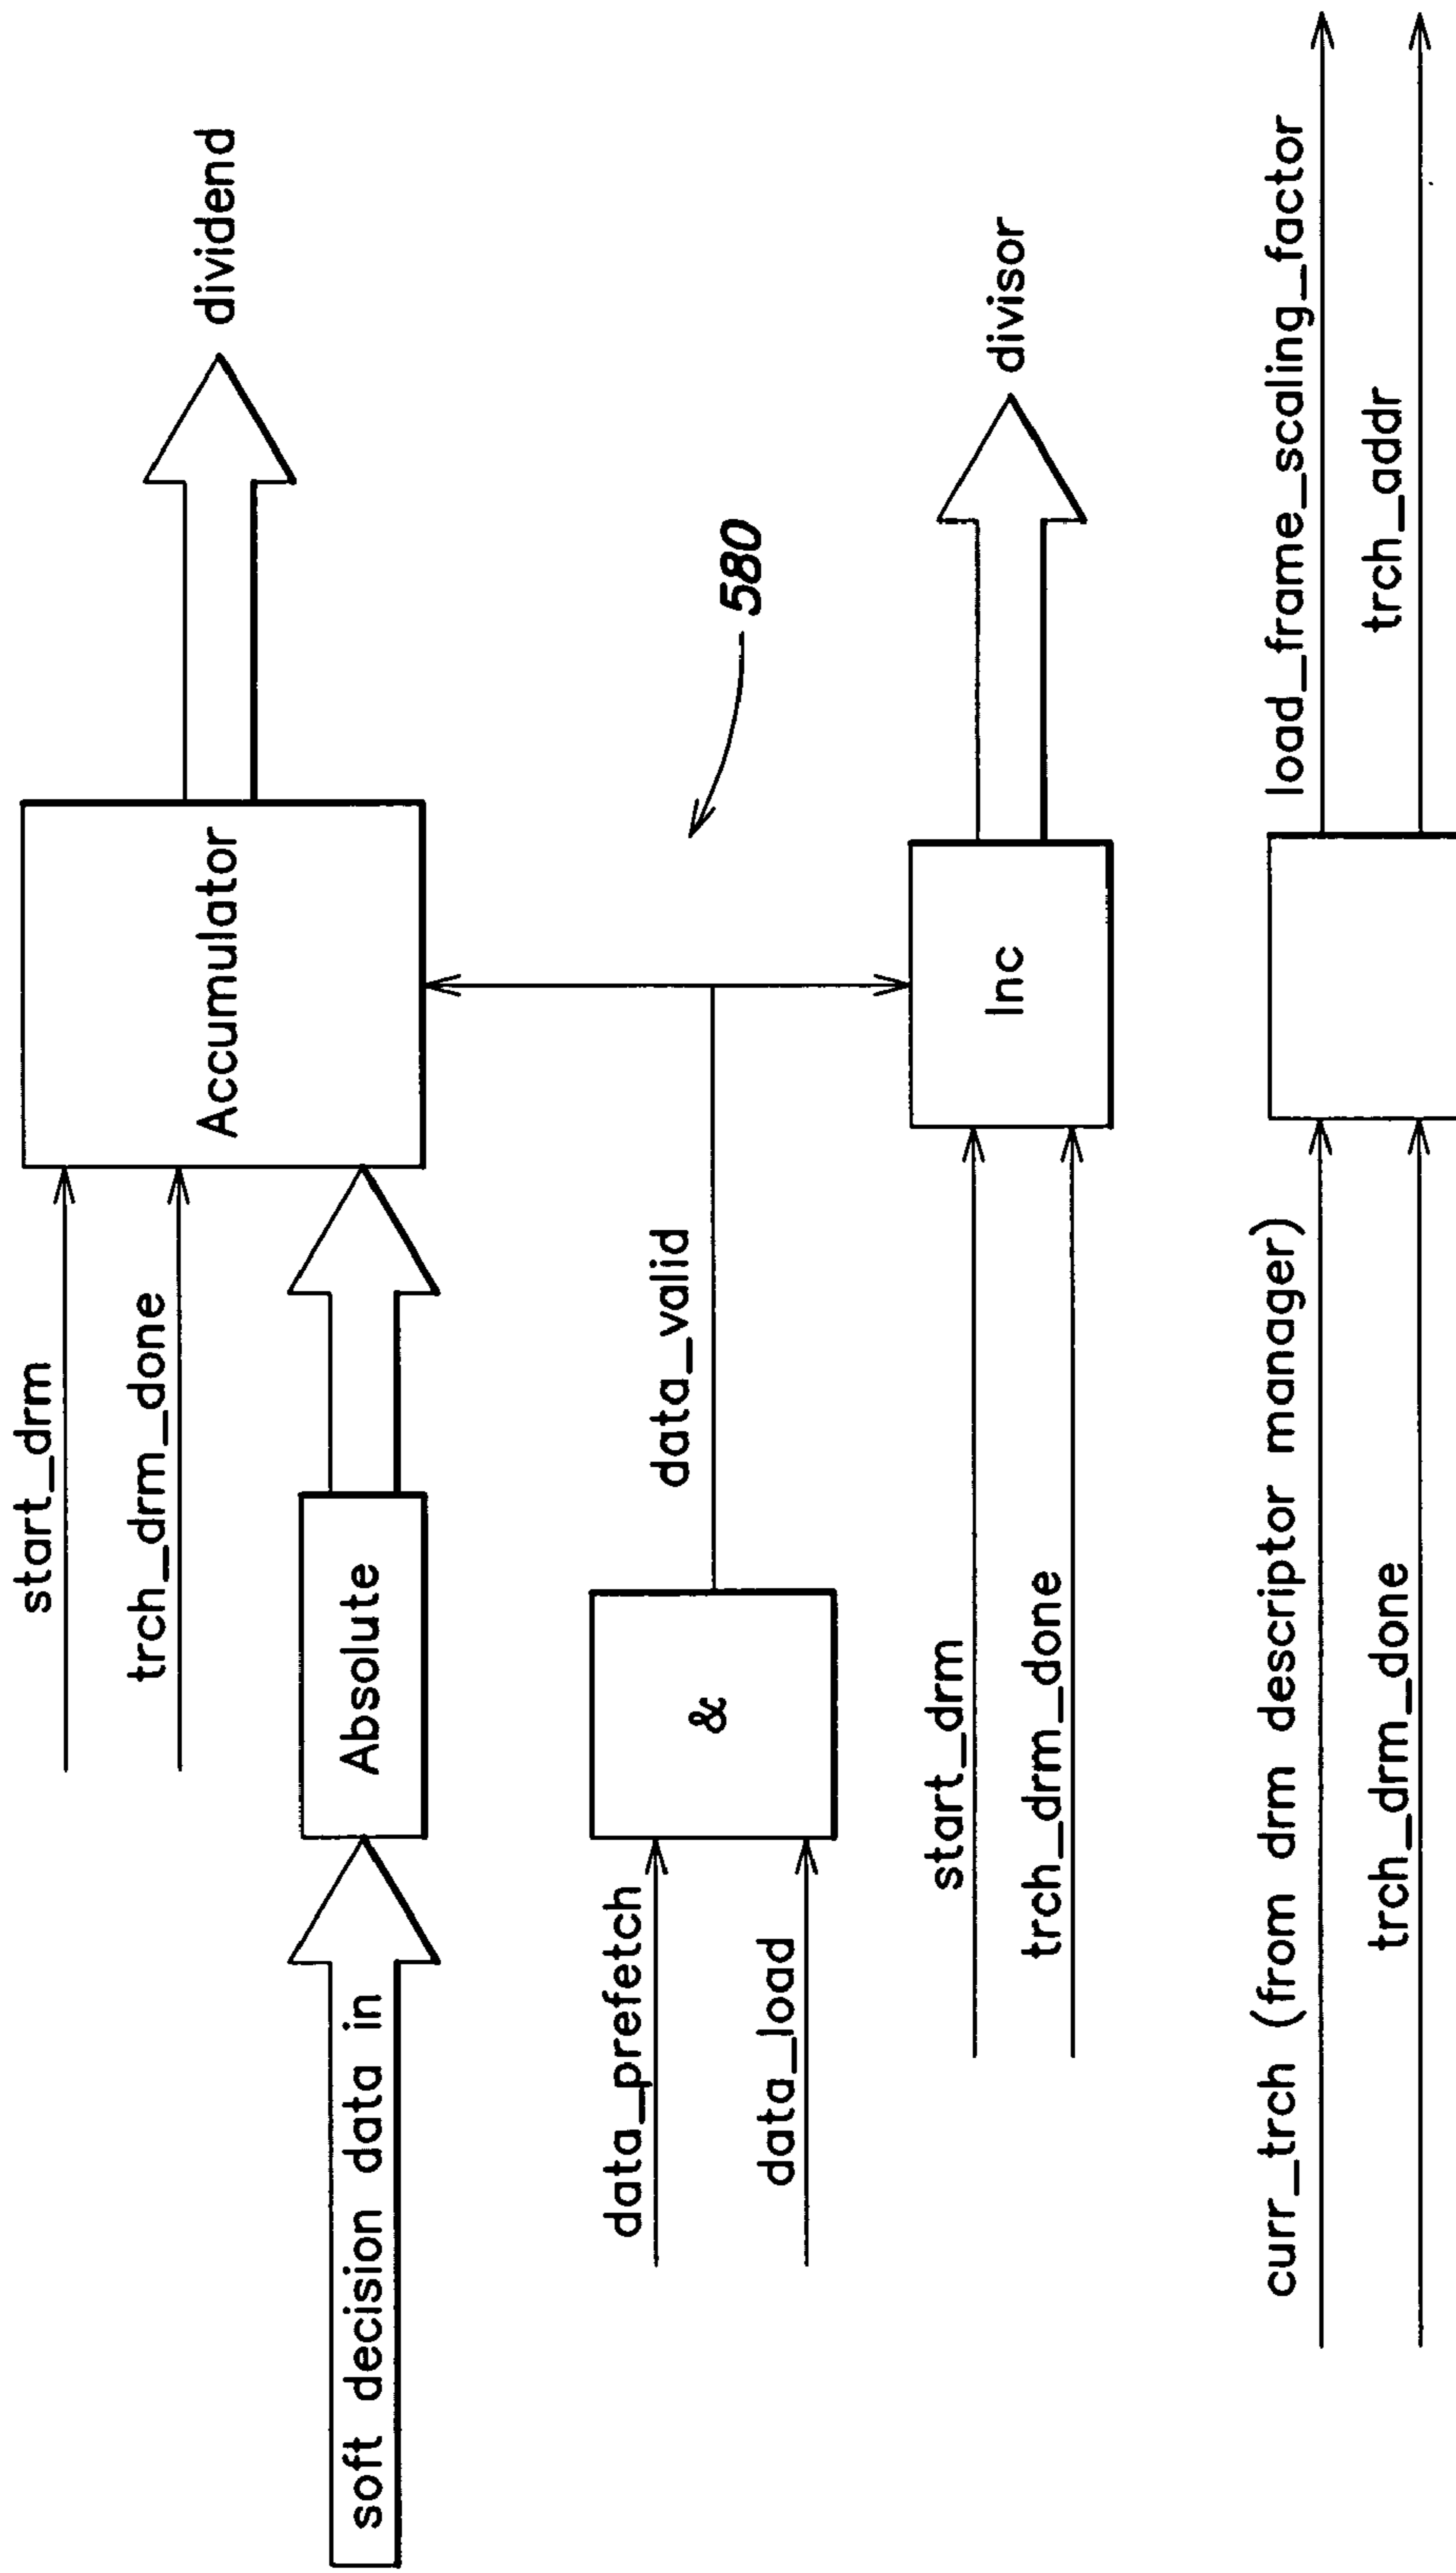 start_drm
trch_drm_done
Accumulator
dividend
soft decision data in
Absolute
data_prefetch
data_load
&
data_valid
580
start_drm
trch_drm_done
Inc
divisor
curr_trch (from drm descriptor manager)
trch_drm_done
load_frame_scaling_factor
trch_addr